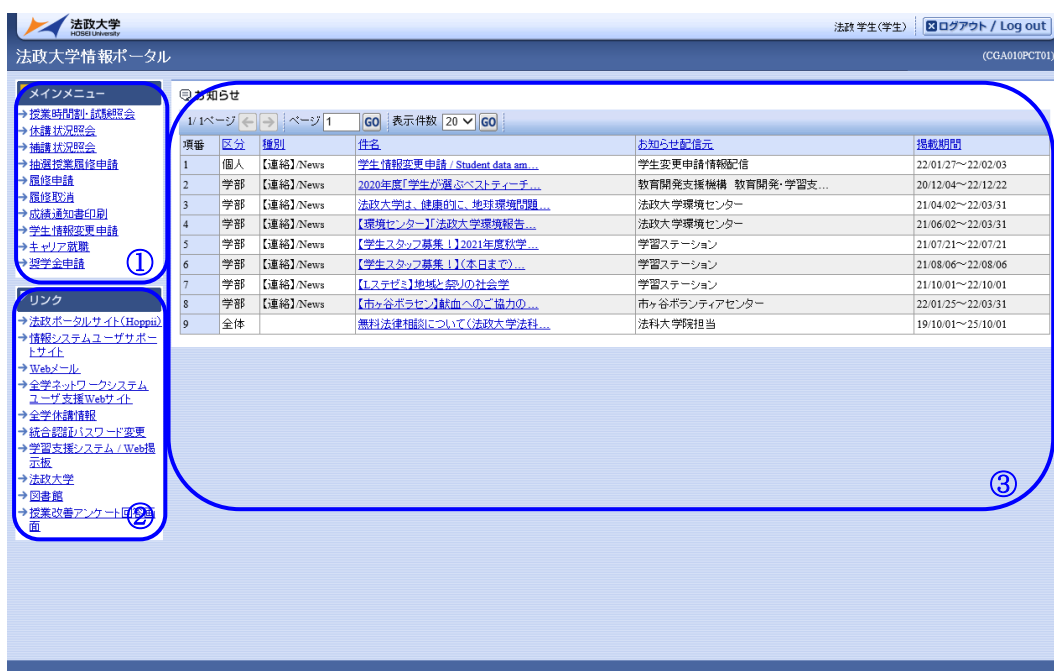 法政大学
HOSEI University
法政 学生(学生)
ログアウト / Log out
法政大学情報ポータル
(CGA010PCT01)
メインメニュー
授業時間割・試験照会
休講状況照会
補講状況照会
抽選授業履修申請
履修申請
履修取消
成績通知書印刷
学生情報変更申請
キャリア就職
奨学金申請
①
リンク
法政ポータルサイト(Hoppii)
情報システムユーザサポー
トサイト
Webメール
全学ネットワークシステム
ユーザ支援Webサイト
全学休講情報
統合認証パスワード変更
学習支援システム / Web掲
示板
法政大学
図書館
授業改善アンケート回答画
面
②
お知らせ
1/ 1ページ ページ 1 GO 表示件数 20 GO
項番 区分 種別 件名 お知らせ配信元 掲載期間
1 個人 【連絡】/News 学生情報変更申請 / Student data am... 学生変更申請情報配信 22/01/27～22/02/03
2 学部 【連絡】/News 2020年度「学生が選ぶベストティーチ... 教育開発支援機構 教育開発・学習支... 20/12/04～22/12/22
3 学部 【連絡】/News 法政大学は、健康的に、地球環境問題... 法政大学環境センター 21/04/02～22/03/31
4 学部 【連絡】/News 【環境センター】「法政大学環境報告... 法政大学環境センター 21/06/02～22/03/31
5 学部 【連絡】/News 【学生スタッフ募集！】2021年度秋学... 学習ステーション 21/07/21～22/07/21
6 学部 【連絡】/News 【学生スタッフ募集！】(本日まで)... 学習ステーション 21/08/06～22/08/06
7 学部 【連絡】/News 【Lステゼミ】地域と祭りの社会学 学習ステーション 21/10/01～22/10/01
8 学部 【連絡】/News 【市ヶ谷ボラセン】献血へのご協力の... 市ヶ谷ボランティアセンター 22/01/25～22/03/31
9 全体 無料法律相談について(法政大学法科... 法科大学院担当 19/10/01～25/10/01
③